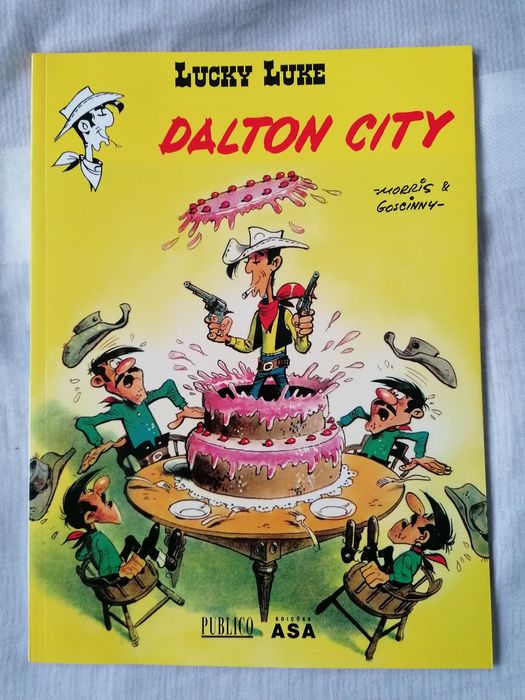 LUCKY LUKE
DALTON CITY
-MORRIS &
GOSCINNY-
PUBLICO
EDIÇÕES
ASA